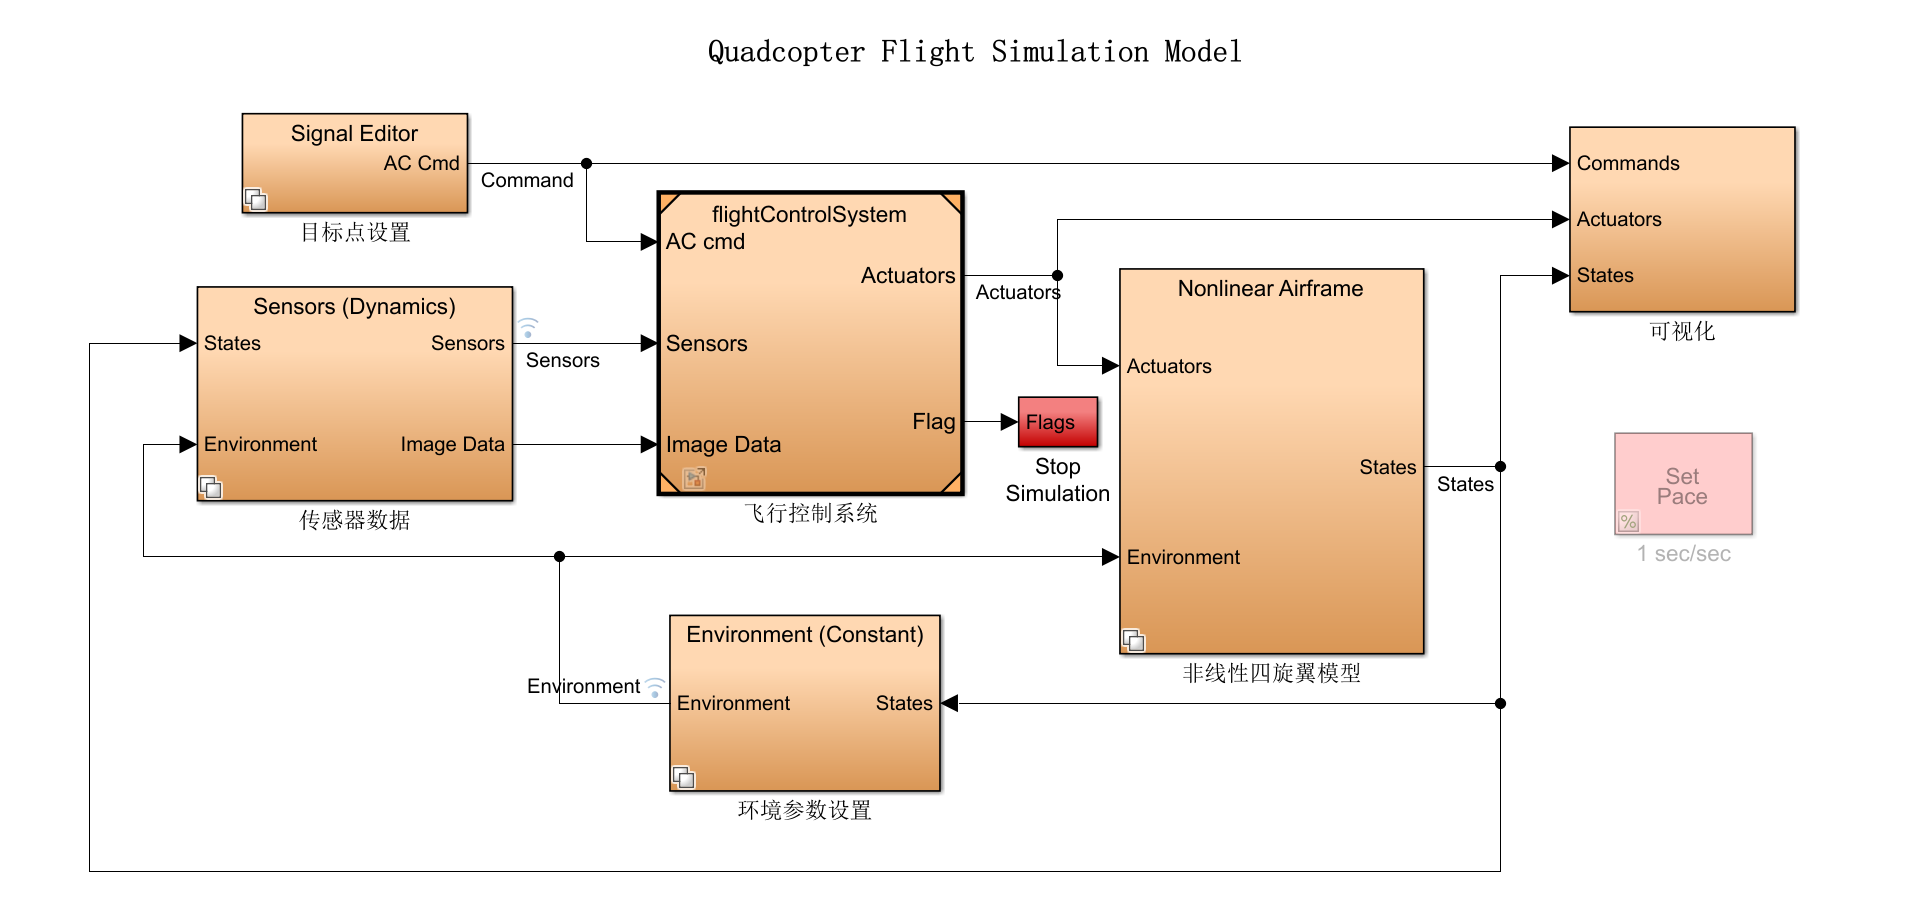 Quadcopter Flight Simulation Model
Signal Editor
AC Cmd
Command
目标点设置
Sensors (Dynamics)
States
Sensors
Environment
Image Data
Sensors
传感器数据
flightControlSystem
AC cmd
Actuators
Sensors
Flag
Image Data
飞行控制系统
Actuators
Flags
Stop
Simulation
Nonlinear Airframe
Actuators
States
Environment
States
非线性四旋翼模型
Commands
Actuators
States
可视化
Set
Pace
%
1 sec/sec
Environment (Constant)
Environment
Environment
States
环境参数设置